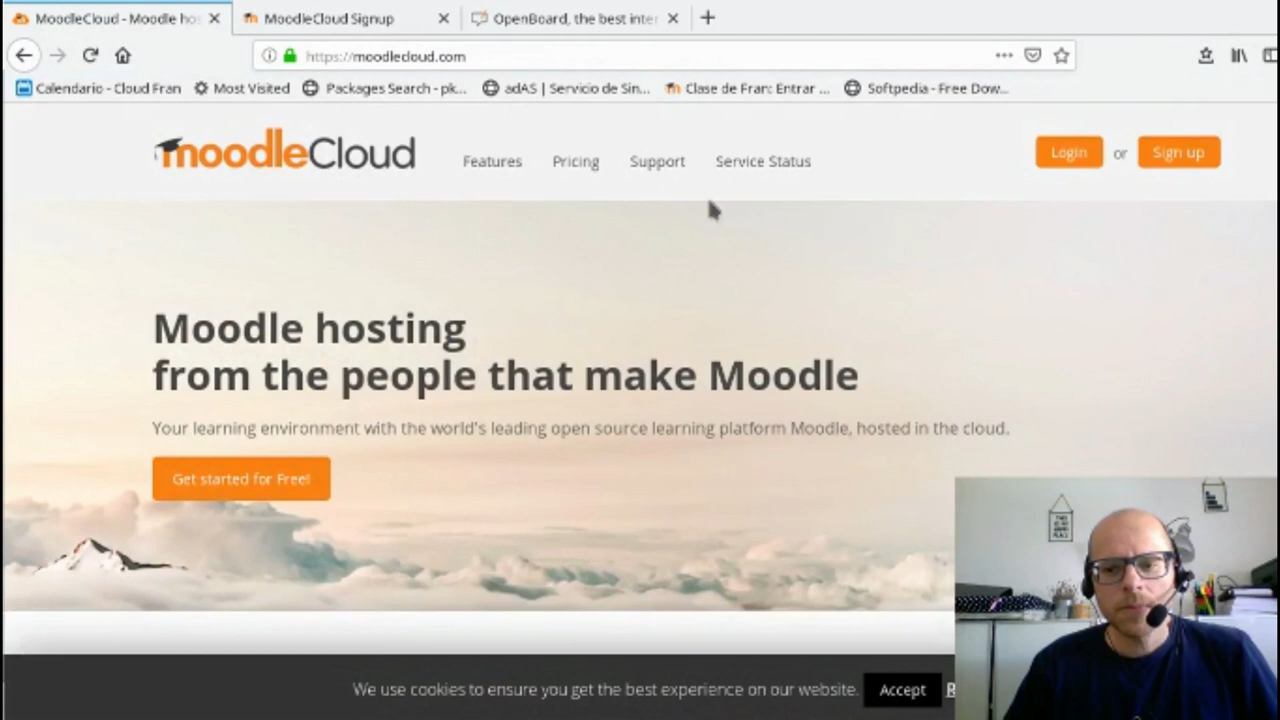 MoodleCloud - Moodle hos
MoodleCloud Signup
OpenBoard, the best inter
https://moodlecloud.com
Calendario - Cloud Fran
Most Visited
Packages Search - pk...
adAS | Servicio de Sin...
Clase de Fran: Entrar ...
Softpedia - Free Dow...
moodleCloud
Features
Pricing
Support
Service Status
Login
or
Sign up
Moodle hosting
from the people that make Moodle
Your learning environment with the world's leading open source learning platform Moodle, hosted in the cloud.
Get started for Free!
We use cookies to ensure you get the best experience on our website.
Accept